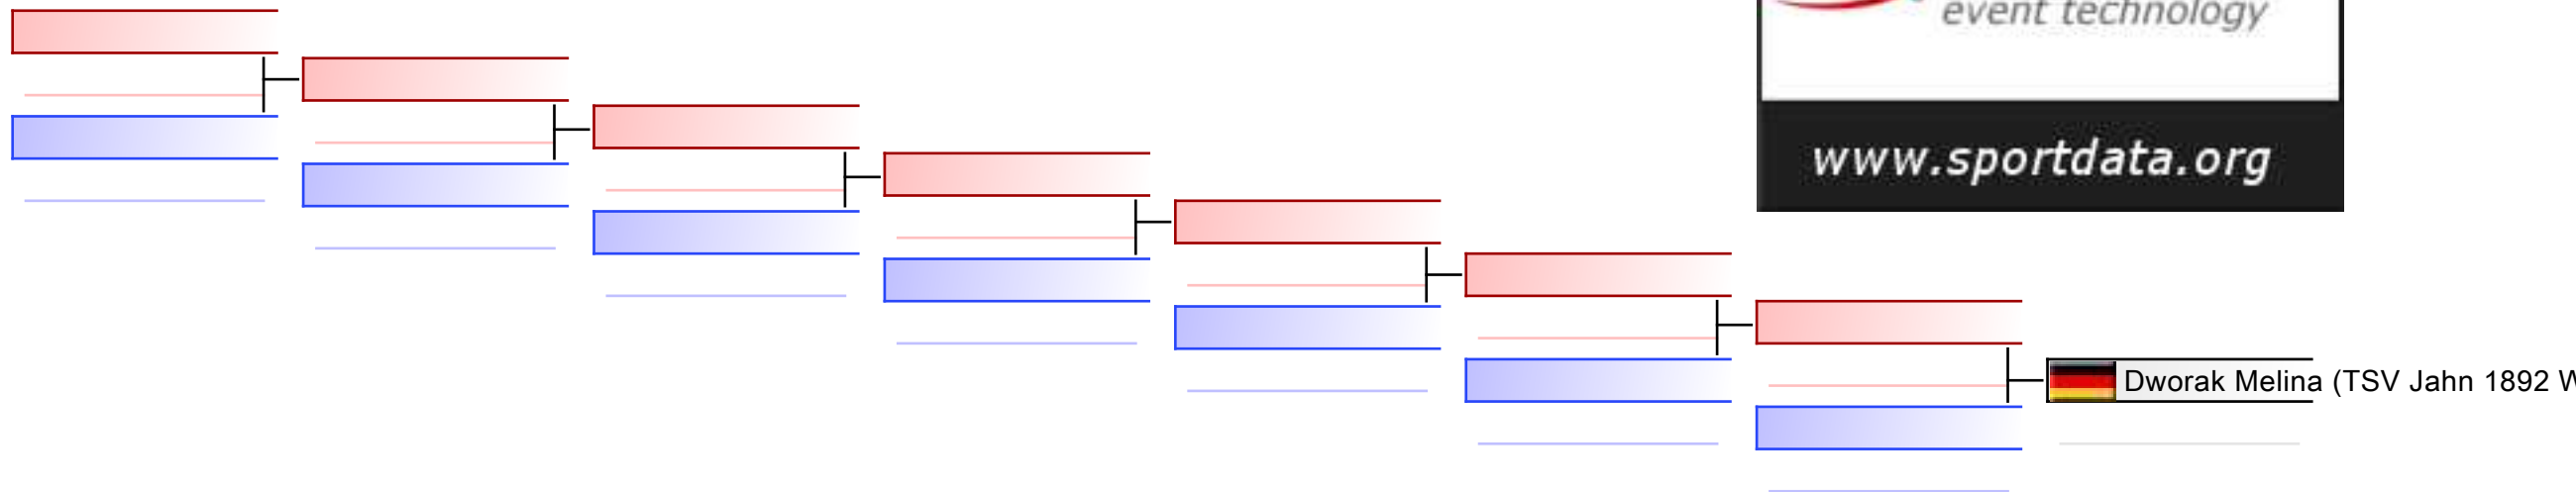 event technology
www.sportdata.org
Dworak Melina (TSV Jahn 1892